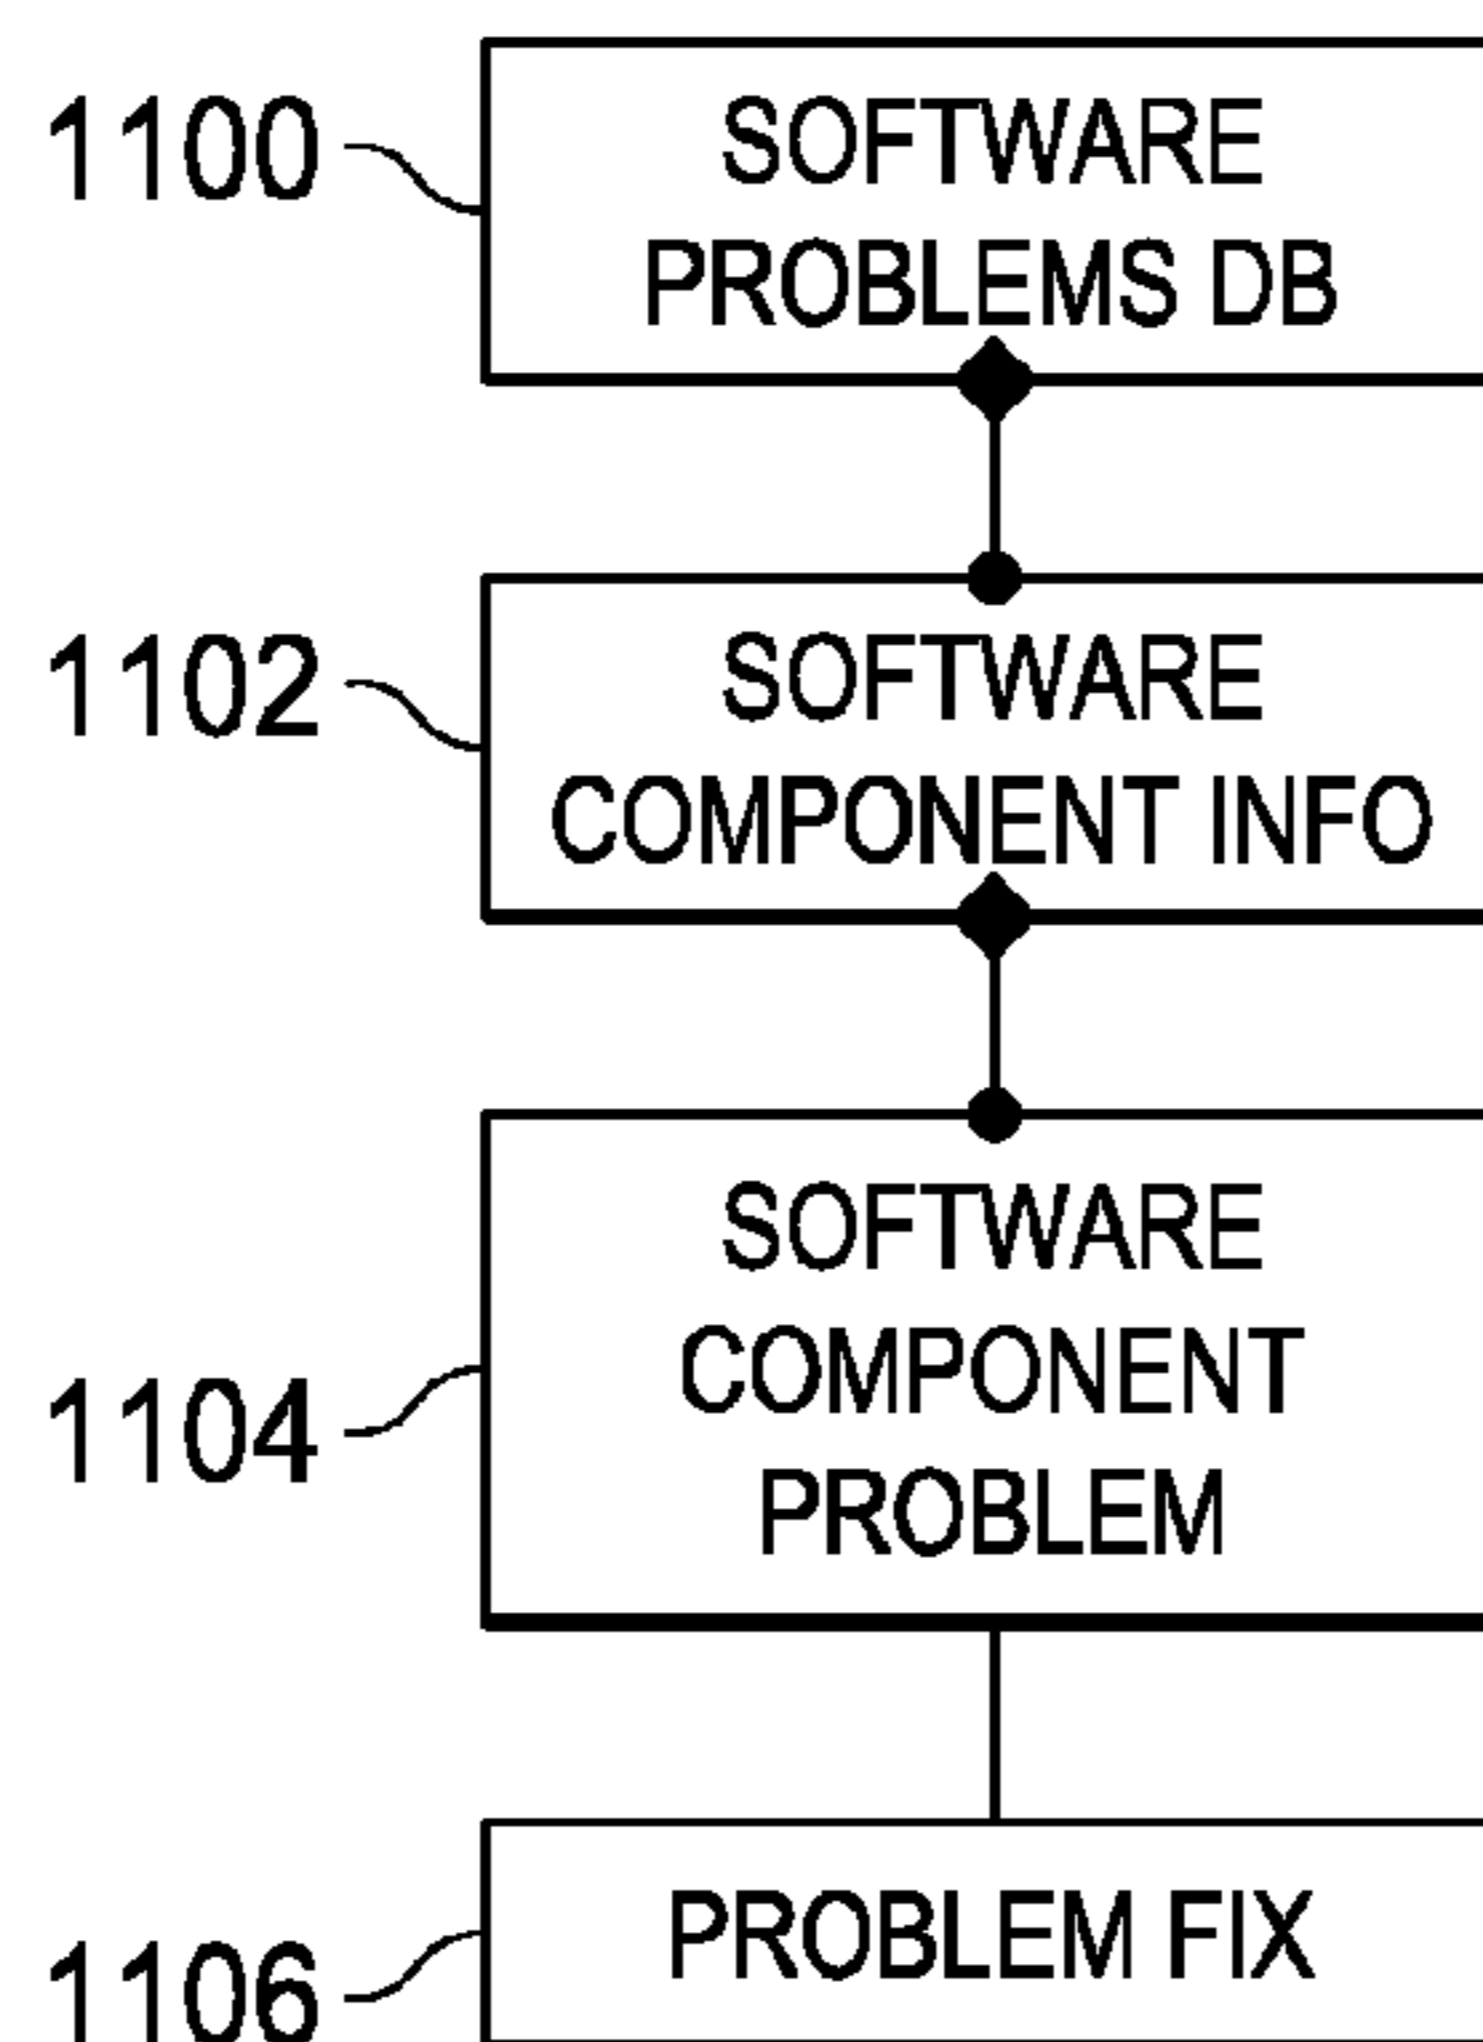 1100
SOFTWARE
PROBLEMS DB
1102
SOFTWARE
COMPONENT INFO
SOFTWARE
COMPONENT
1104
PROBLEM
PROBLEM FIX
1106